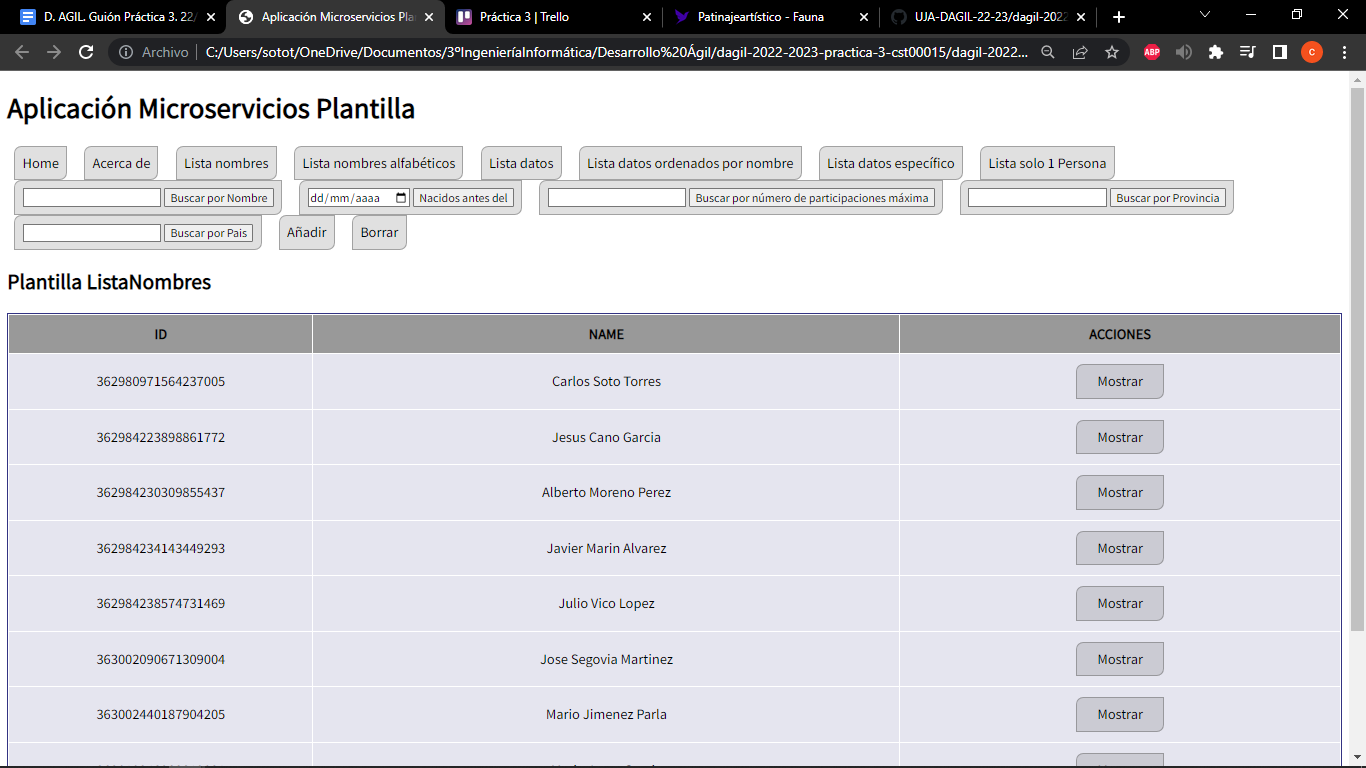 D. AGIL. Guión Práctica 3. 22/
Aplicación Microservicios Pla
Práctica 3 | Trello
Patinajeartístico - Fauna
UJA-DAGIL-22-23/dagil-2022
Archivo
C:/Users/sotot/OneDrive/Documentos/3ºIngenieríaInformática/Desarrollo%20Ágil/dagil-2022-2023-practica-3-cst00015/dagil-2022...
ABP
C
Aplicación Microservicios Plantilla
Home Acerca de Lista nombres Lista nombres alfabéticos Lista datos Lista datos ordenados por nombre Lista datos específico Lista solo 1 Persona
Buscar por Nombre dd/mm/aaaa Nacidos antes del Buscar por número de participaciones máxima Buscar por Provincia
Buscar por Pais Añadir Borrar
Plantilla ListaNombres
ID NAME ACCIONES
362980971564237005 Carlos Soto Torres Mostrar
362984223898861772 Jesus Cano Garcia Mostrar
362984230309855437 Alberto Moreno Perez Mostrar
362984234143449293 Javier Marin Alvarez Mostrar
362984238574731469 Julio Vico Lopez Mostrar
363002090671309004 Jose Segovia Martinez Mostrar
363002440187904205 Mario Jimenez Parla Mostrar